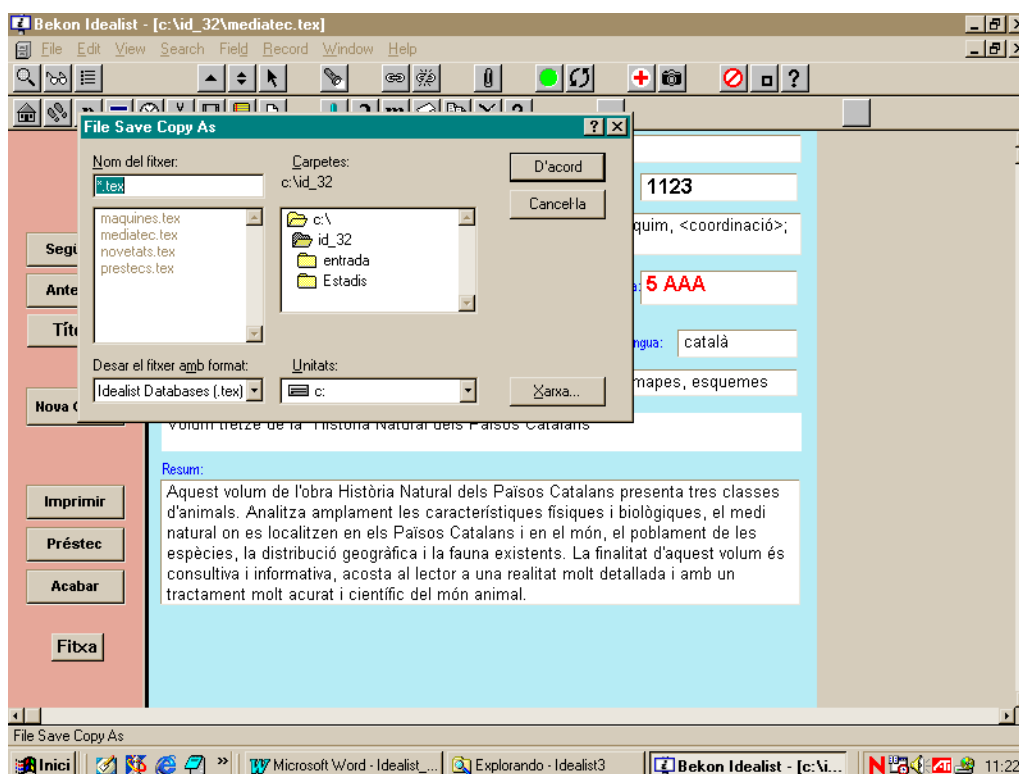 Bekon Idealist - [c:\id_32\mediatec.tex]
File Edit View Search Field Record Window Help
File Save Copy As
Nom del fitxer:
*.tex
maquines.tex
mediatec.tex
novetats.tex
prestecs.tex
Desar el fitxer amb format:
Idealist Databases (.tex)
Carpetes:
c:\id_32
c:\
id_32
entrada
Estadis
Unitats:
c:
D'acord
Cancel·la
Xarxa...
1123
quim, <coordinació>;
5 AAA
català
mapes, esquemes
Volum tretze de la "Història Natural dels Països Catalans"
Resum:
Aquest volum de l'obra Història Natural dels Països Catalans presenta tres classes
d'animals. Analitza amplament les característiques físiques i biològiques, el medi
natural on es localitzen en els Països Catalans i en el món, el poblament de les
espècies, la distribució geogràfica i la fauna existents. La finalitat d'aquest volum és
consultiva i informativa, acosta al lector a una realitat molt detallada i amb un
tractament molt acurat i científic del món animal.
Segü
Ante
Títo
Nova
Imprimir
Préstec
Acabar
Fitxa
File Save Copy As
Inici
Microsoft Word - Idealist_...
Explorando - Idealist3
Bekon Idealist - [c:\i...
11:22